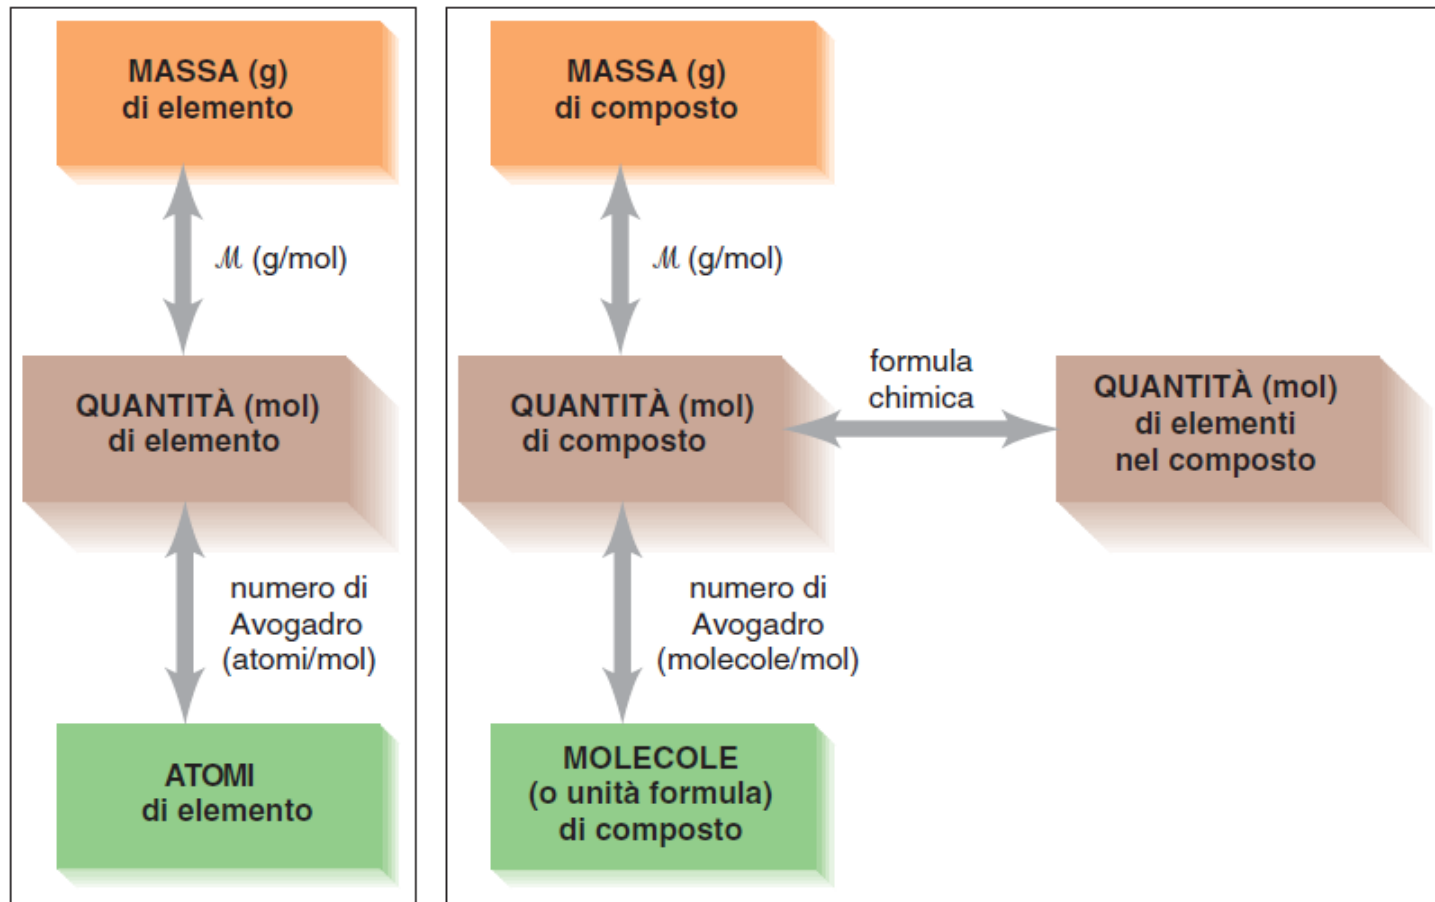 MASSA (g)
di elemento
ℳ (g/mol)
QUANTITÀ (mol)
di elemento
numero di
Avogadro
(atomi/mol)
ATOMI
di elemento
MASSA (g)
di composto
ℳ (g/mol)
QUANTITÀ (mol)
di composto
formula
chimica
QUANTITÀ (mol)
di elementi
nel composto
numero di
Avogadro
(molecole/mol)
MOLECOLE
(o unità formula)
di composto